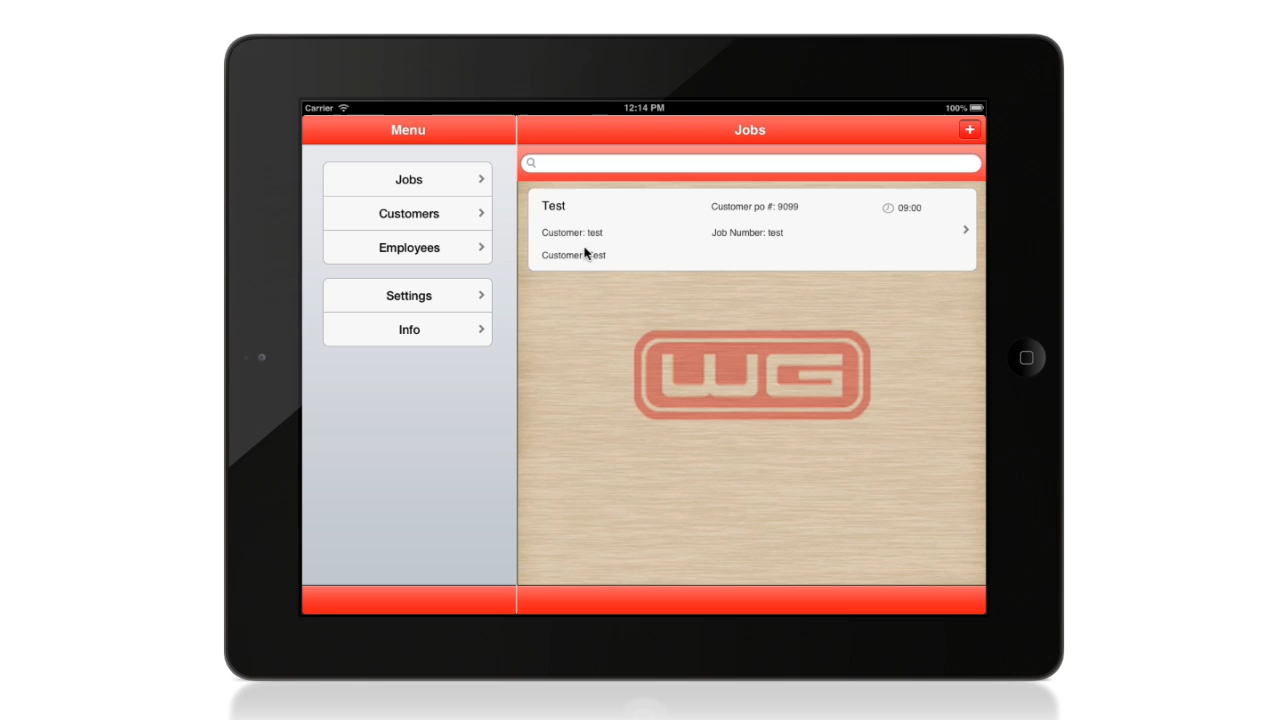 Carrier 12:14 PM 100%
Menu
Jobs
+
Jobs
Customers
Employees
Settings
Info
Test
Customer po #: 9099
09:00
Customer: test
Job Number: test
Customer
WG